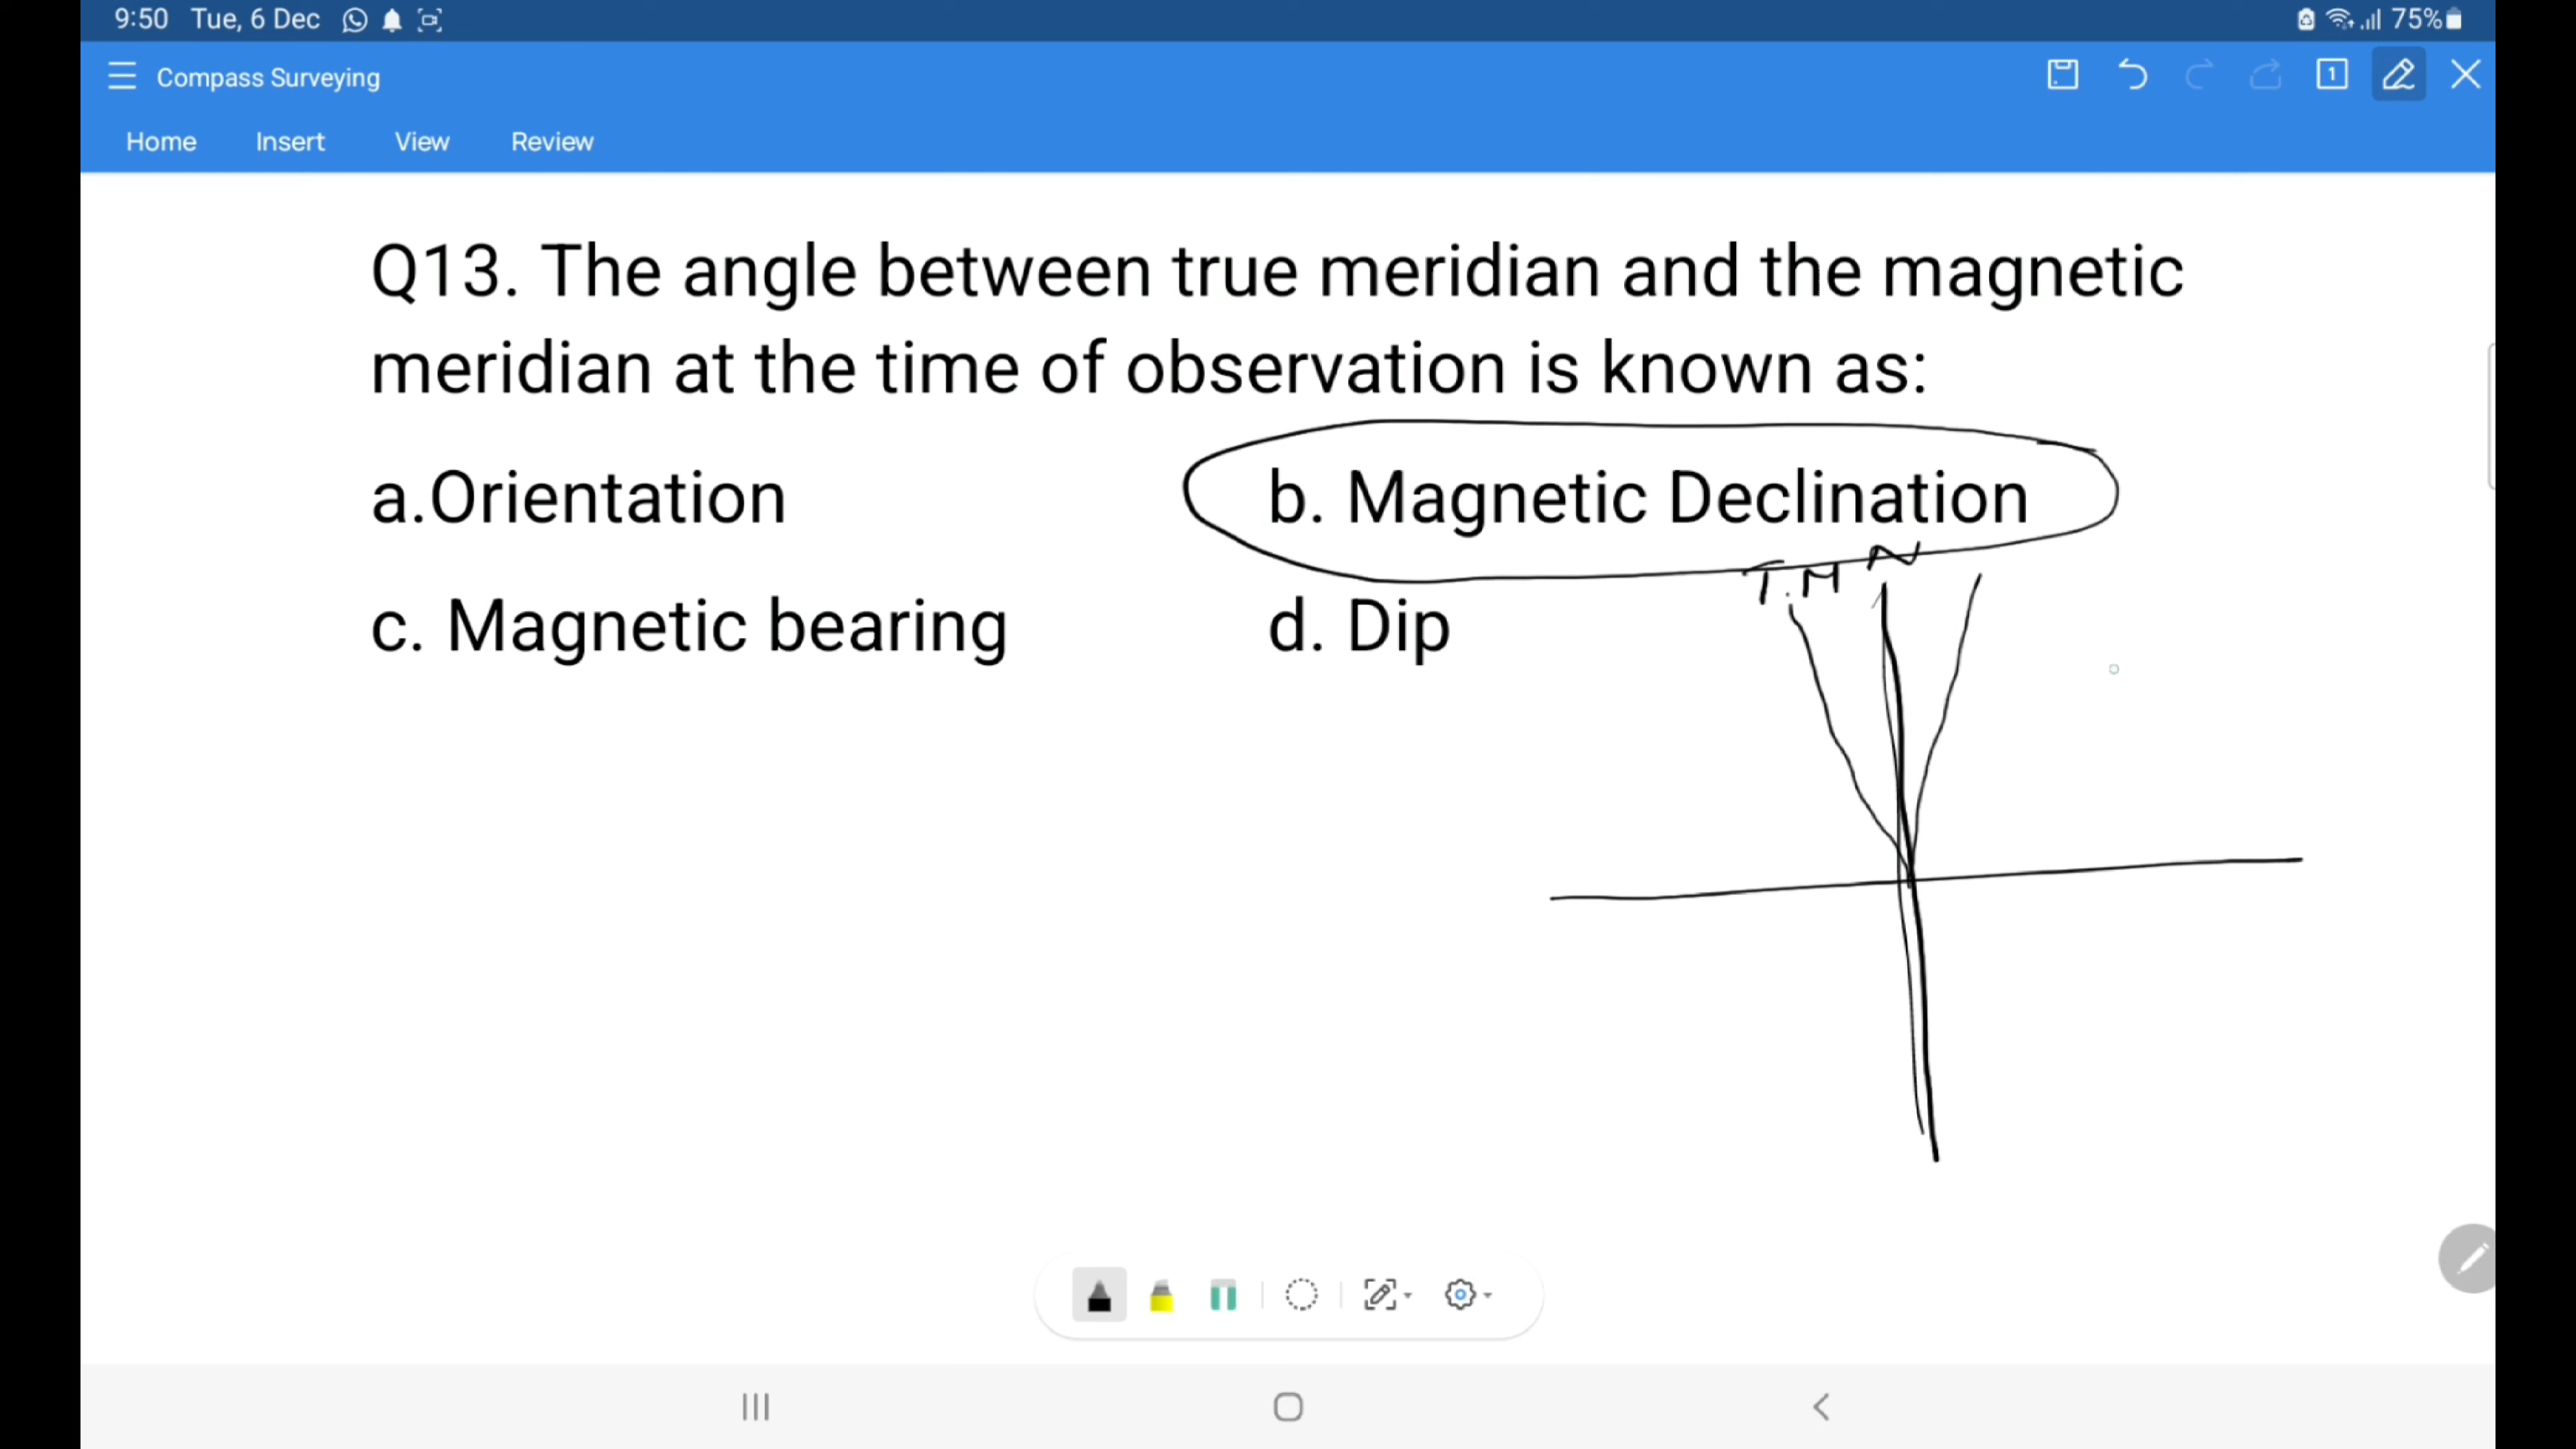 9:50 Tue, 6 Dec 75%
Compass Surveying
1
Home Insert View Review
Q13. The angle between true meridian and the magnetic
meridian at the time of observation is known as:
a.Orientation b. Magnetic Declination
T.M N
c. Magnetic bearing d. Dip